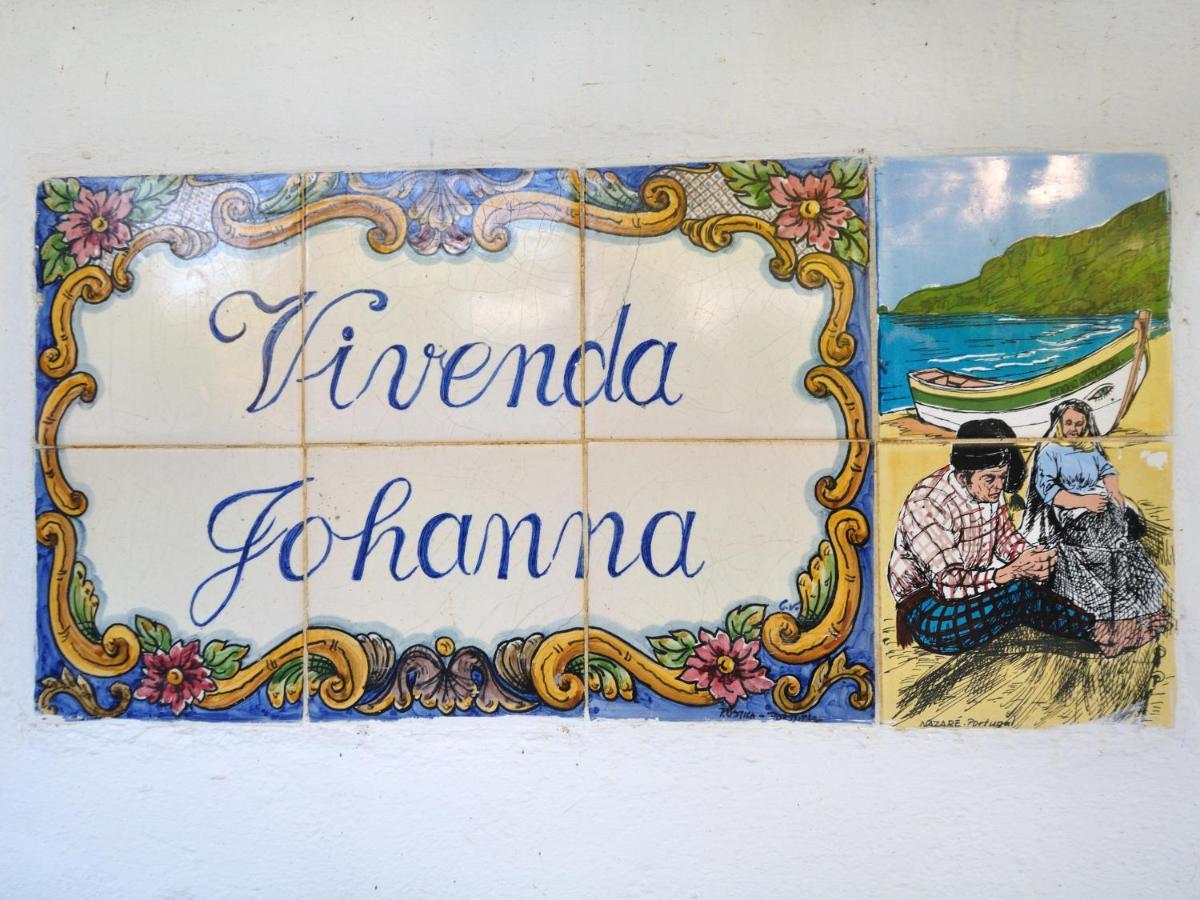 Vivenda
Johanna
NAZARÉ - Portugal